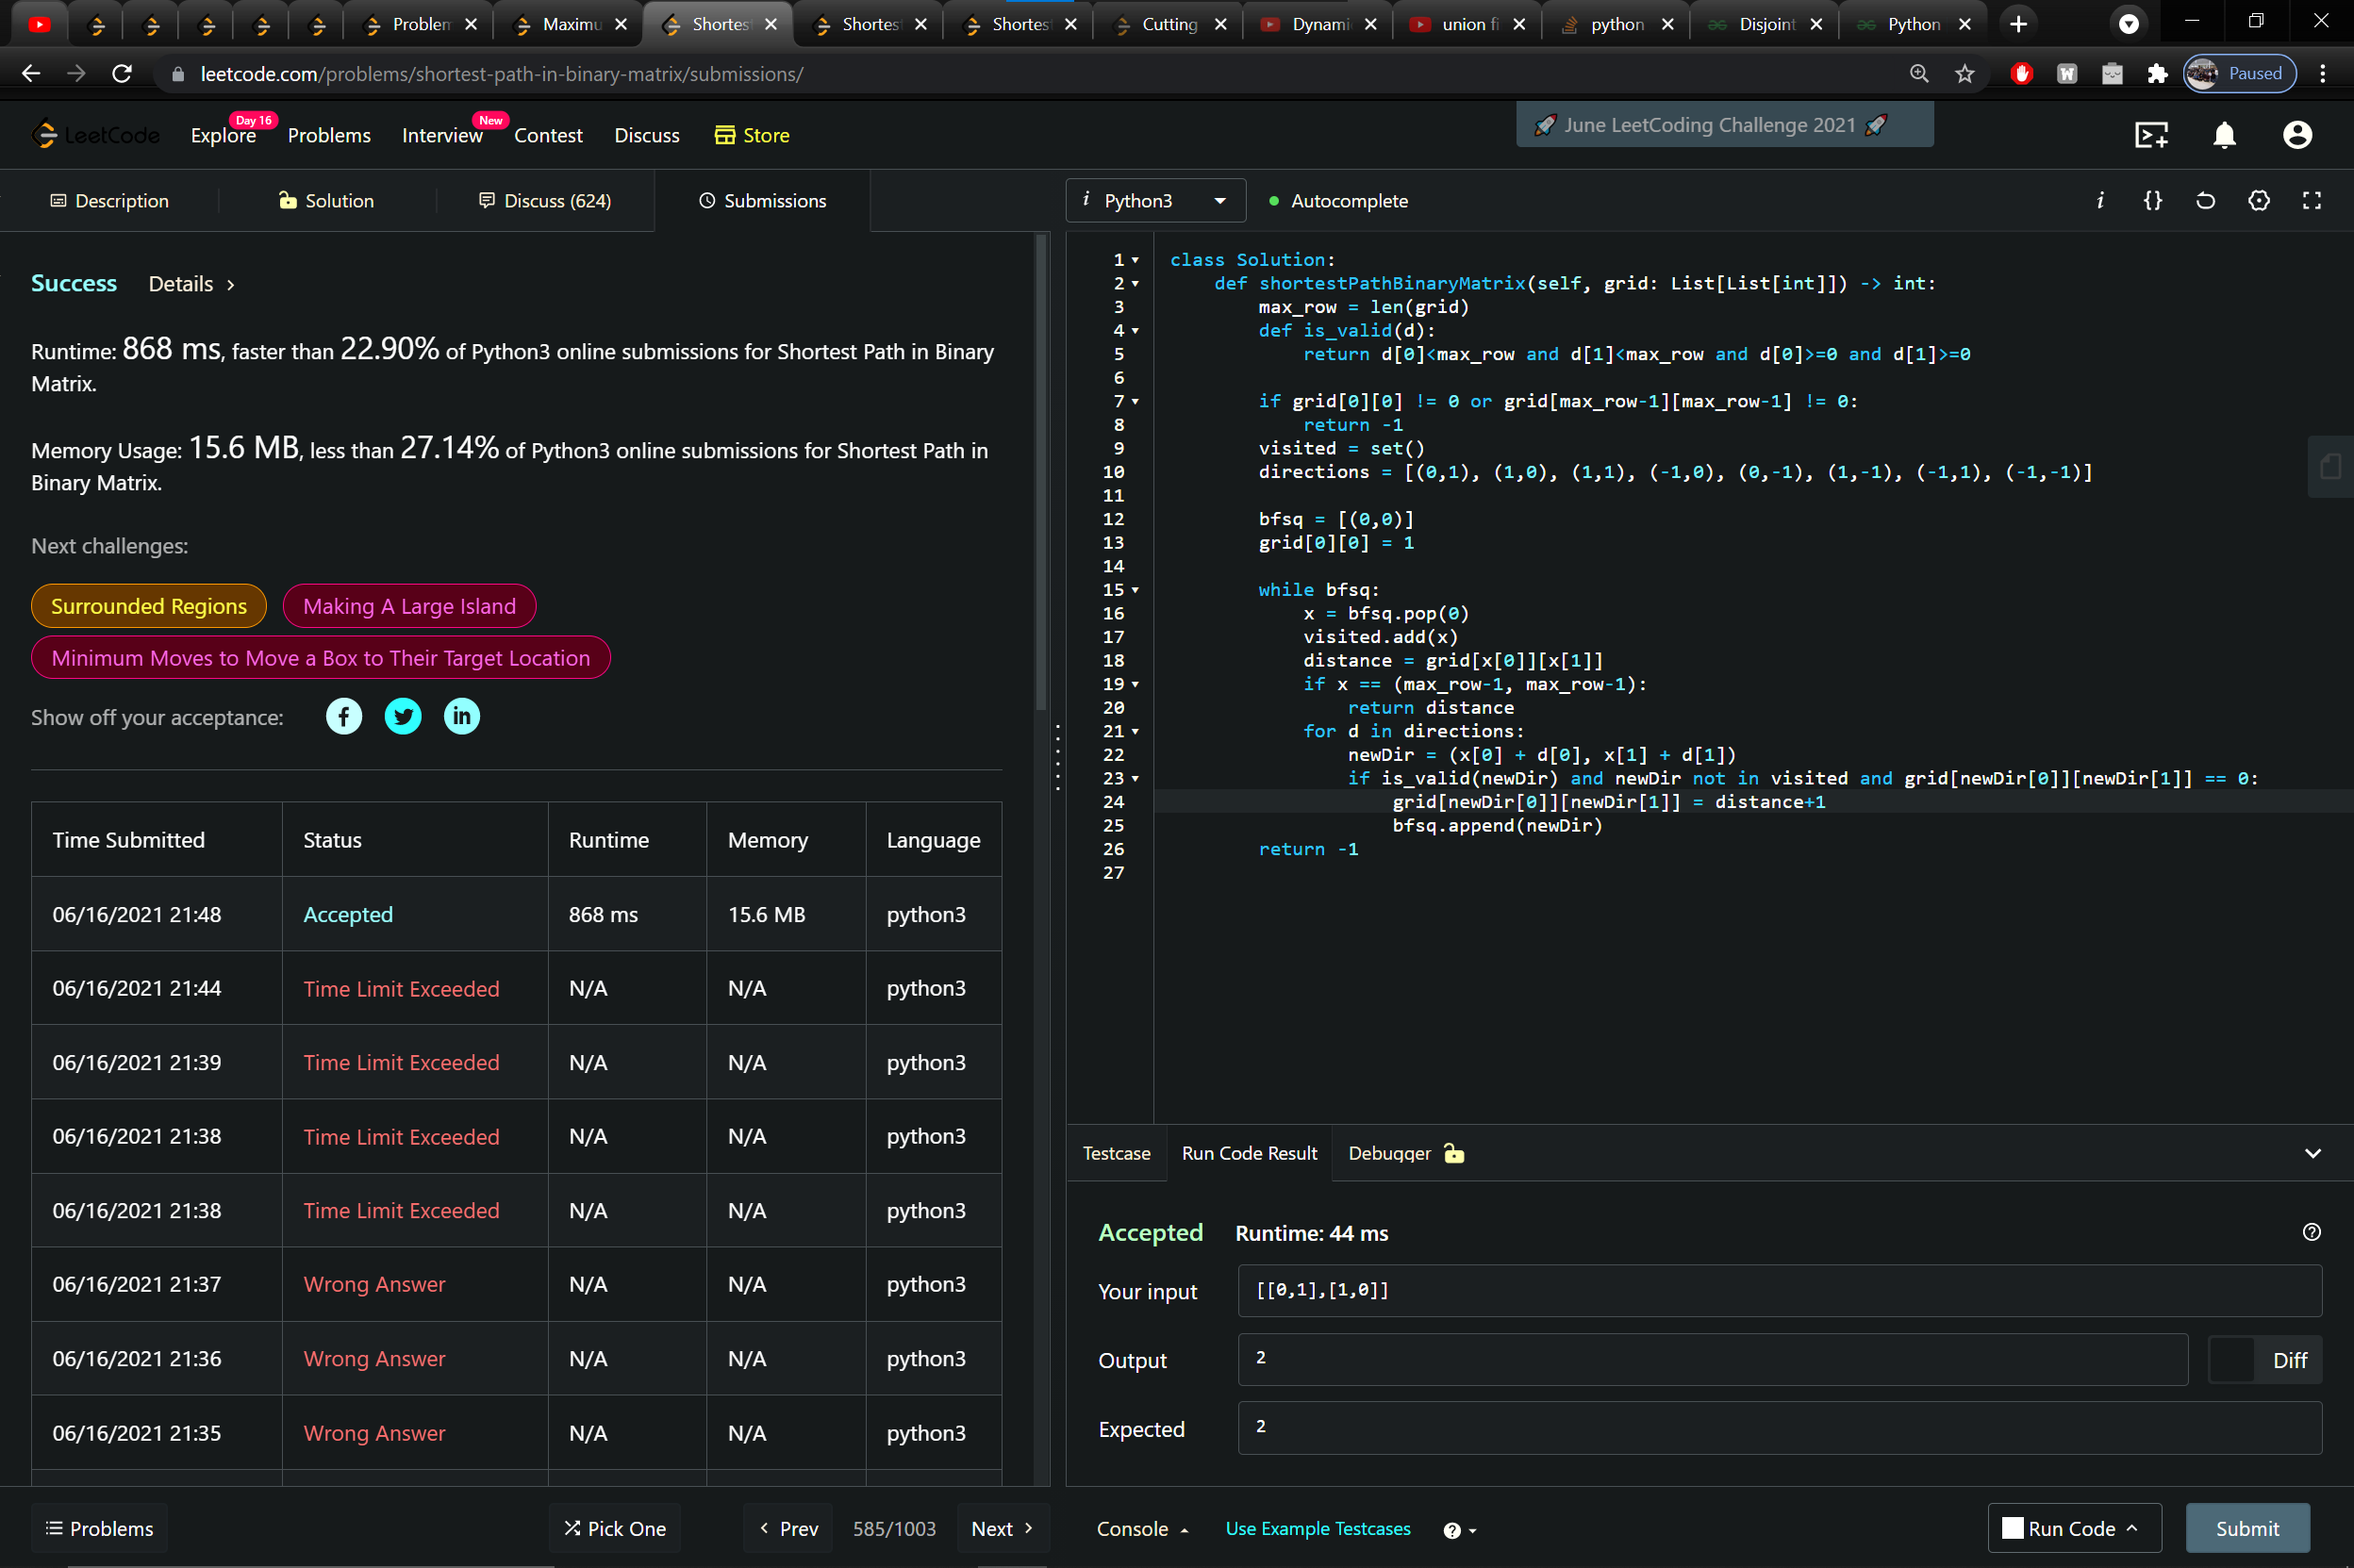 Problem
Maximu
Shortest
Shortest
Shortest
Cutting
Dynami
union fi
python
Disjoint
Python
leetcode.com/problems/shortest-path-in-binary-matrix/submissions/
Paused
LeetCode
Explore
Day 16
Problems
Interview
New
Contest
Discuss
Store
🚀 June LeetCoding Challenge 2021 🚀
Description
Solution
Discuss (624)
Submissions
Success
Details >
Runtime: 868 ms, faster than 22.90% of Python3 online submissions for Shortest Path in Binary
Matrix.
Memory Usage: 15.6 MB, less than 27.14% of Python3 online submissions for Shortest Path in
Binary Matrix.
Next challenges:
Surrounded Regions
Making A Large Island
Minimum Moves to Move a Box to Their Target Location
Show off your acceptance:
Time Submitted Status Runtime Memory Language
06/16/2021 21:48 Accepted 868 ms 15.6 MB python3
06/16/2021 21:44 Time Limit Exceeded N/A N/A python3
06/16/2021 21:39 Time Limit Exceeded N/A N/A python3
06/16/2021 21:38 Time Limit Exceeded N/A N/A python3
06/16/2021 21:38 Time Limit Exceeded N/A N/A python3
06/16/2021 21:37 Wrong Answer N/A N/A python3
06/16/2021 21:36 Wrong Answer N/A N/A python3
06/16/2021 21:35 Wrong Answer N/A N/A python3
Problems
Pick One
< Prev
585/1003
Next >
i Python3
Autocomplete
i {}
1 class Solution:
2 def shortestPathBinaryMatrix(self, grid: List[List[int]]) -> int:
3 max_row = len(grid)
4 def is_valid(d):
5 return d[0]<max_row and d[1]<max_row and d[0]>=0 and d[1]>=0
6
7 if grid[0][0] != 0 or grid[max_row-1][max_row-1] != 0:
8 return -1
9 visited = set()
10 directions = [(0,1), (1,0), (1,1), (-1,0), (0,-1), (1,-1), (-1,1), (-1,-1)]
11
12 bfsq = [(0,0)]
13 grid[0][0] = 1
14
15 while bfsq:
16 x = bfsq.pop(0)
17 visited.add(x)
18 distance = grid[x[0]][x[1]]
19 if x == (max_row-1, max_row-1):
20 return distance
21 for d in directions:
22 newDir = (x[0] + d[0], x[1] + d[1])
23 if is_valid(newDir) and newDir not in visited and grid[newDir[0]][newDir[1]] == 0:
24 grid[newDir[0]][newDir[1]] = distance+1
25 bfsq.append(newDir)
26 return -1
27
Testcase
Run Code Result
Debugger
Accepted Runtime: 44 ms
Your input [[0,1],[1,0]]
Output 2 Diff
Expected 2
Console
Use Example Testcases
Run Code
Submit